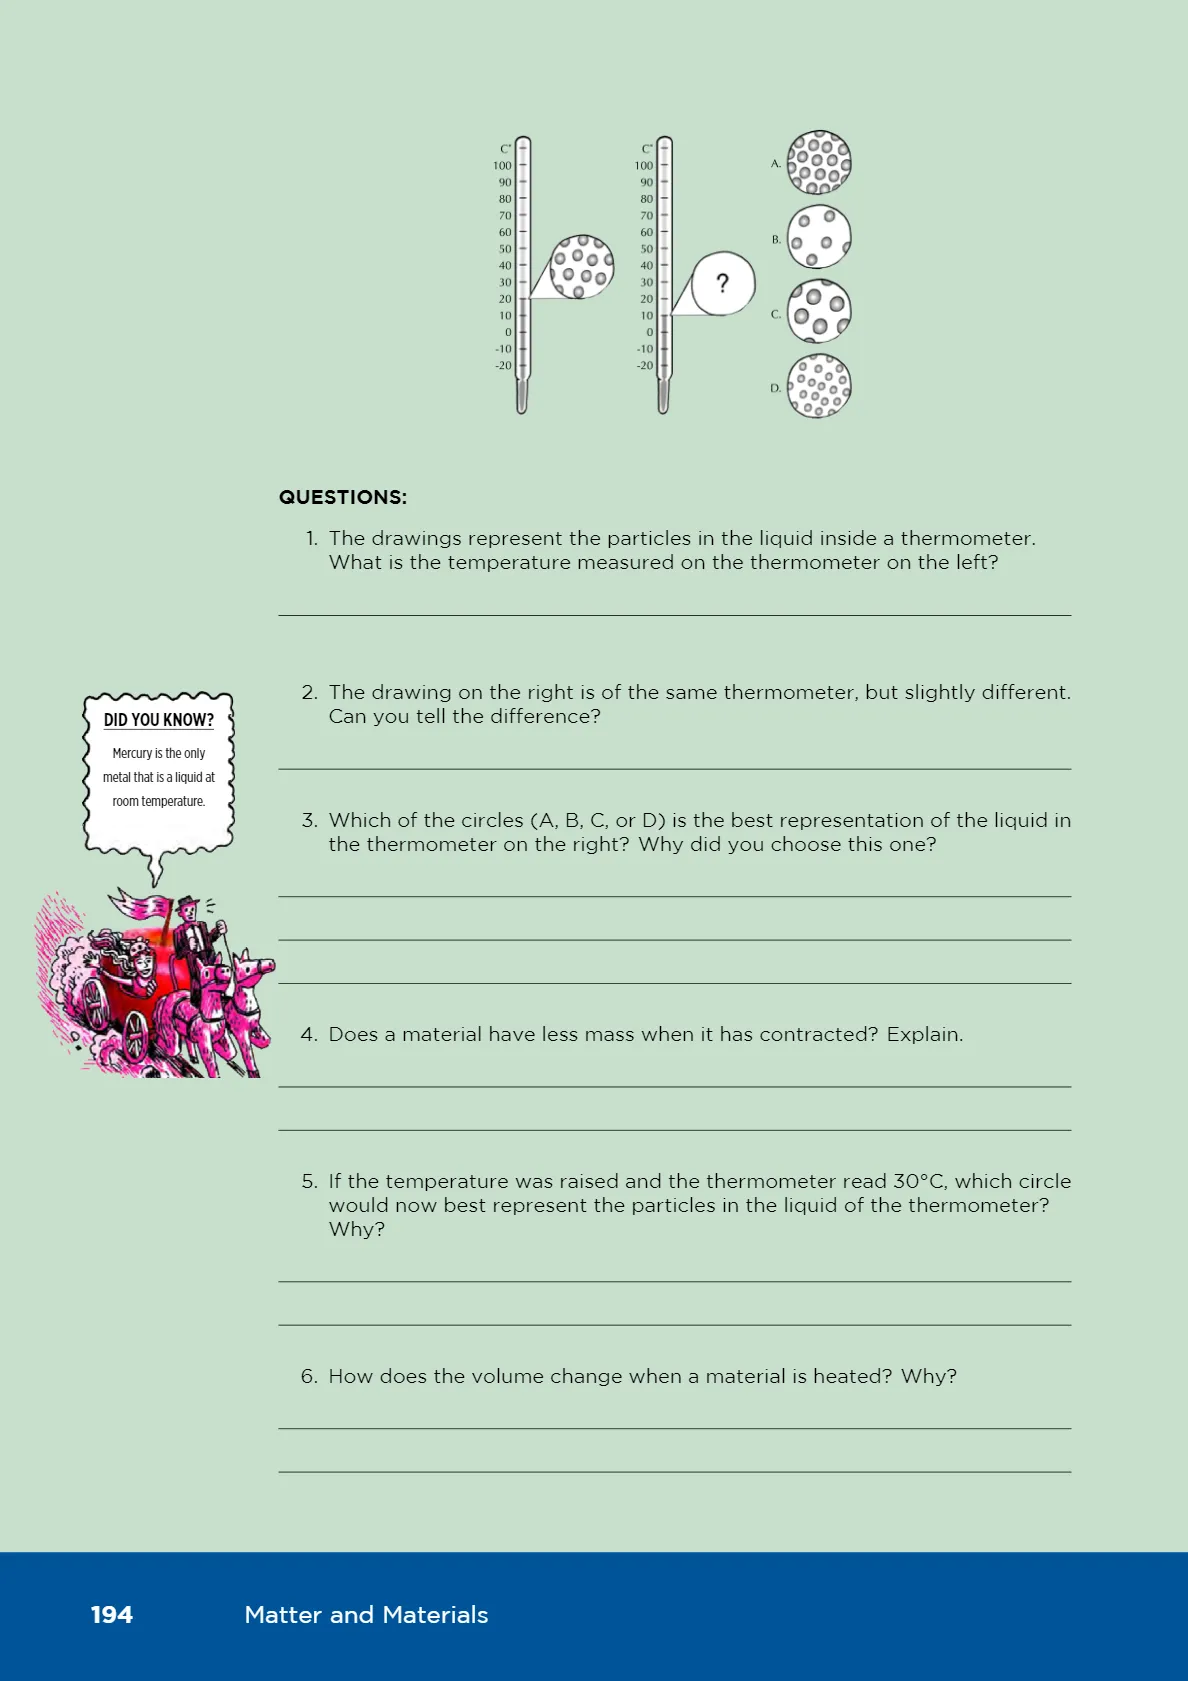 C°
100
90
80
70
60
50
40
30
20
10
0
-10
-20
C°
100
90
80
70
60
50
40
30
20
10
0
-10
-20
?
A.
B.
C.
D.
QUESTIONS:
1. The drawings represent the particles in the liquid inside a thermometer.
What is the temperature measured on the thermometer on the left?
2. The drawing on the right is of the same thermometer, but slightly different.
Can you tell the difference?
DID YOU KNOW?
Mercury is the only
metal that is a liquid at
room temperature.
3. Which of the circles (A, B, C, or D) is the best representation of the liquid in
the thermometer on the right? Why did you choose this one?
4. Does a material have less mass when it has contracted? Explain.
5. If the temperature was raised and the thermometer read 30°C, which circle
would now best represent the particles in the liquid of the thermometer?
Why?
6. How does the volume change when a material is heated? Why?
194 Matter and Materials